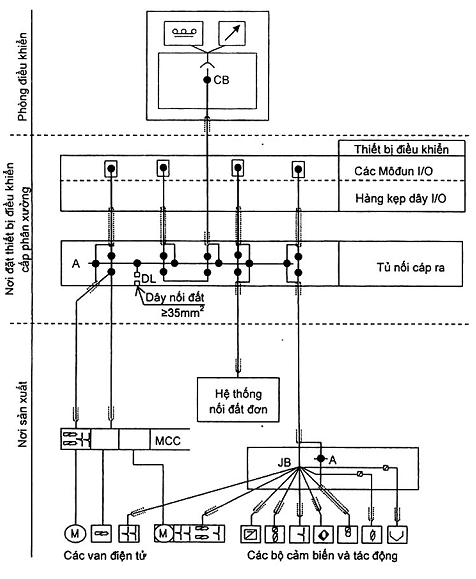 Phòng điều khiển
CB
Nơi đặt thiết bị điều khiển
cấp phân xưởng
Thiết bị điều khiển
Các Môđun I/O
Hàng kẹp dây I/O
A
DL
Dây nối đất
≥35mm²
Tủ nối cáp ra
Nơi sản xuất
Hệ thống
nối đất đơn
MCC
JB
A
M
M
Các van điện tử
Các bộ cảm biến và tác động